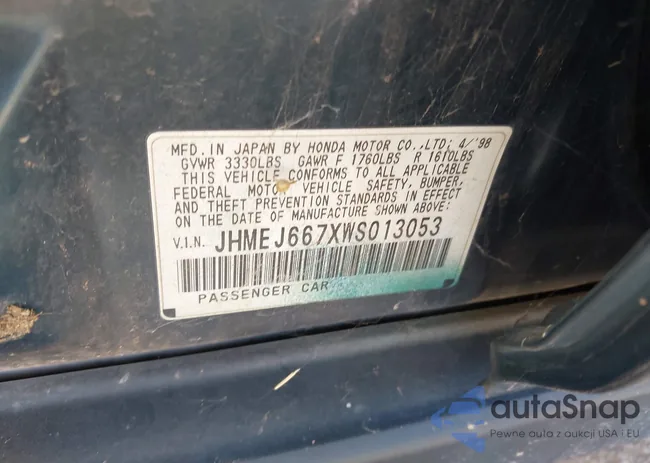 MFD. IN JAPAN BY HONDA MOTOR CO.,LTD; 4/'98
GVWR 3330LBS GAWR F 1760LBS R 1610LBS
THIS VEHICLE CONFORMS TO ALL APPLICABLE
FEDERAL MOTOR VEHICLE SAFETY, BUMPER,
AND THEFT PREVENTION STANDARDS IN EFFECT
ON THE DATE OF MANUFACTURE SHOWN ABOVE:
V.I.N. JHMEJ667XWS013053
PASSENGER CAR
autaSnap
Pewne auta z aukcji USA i EU